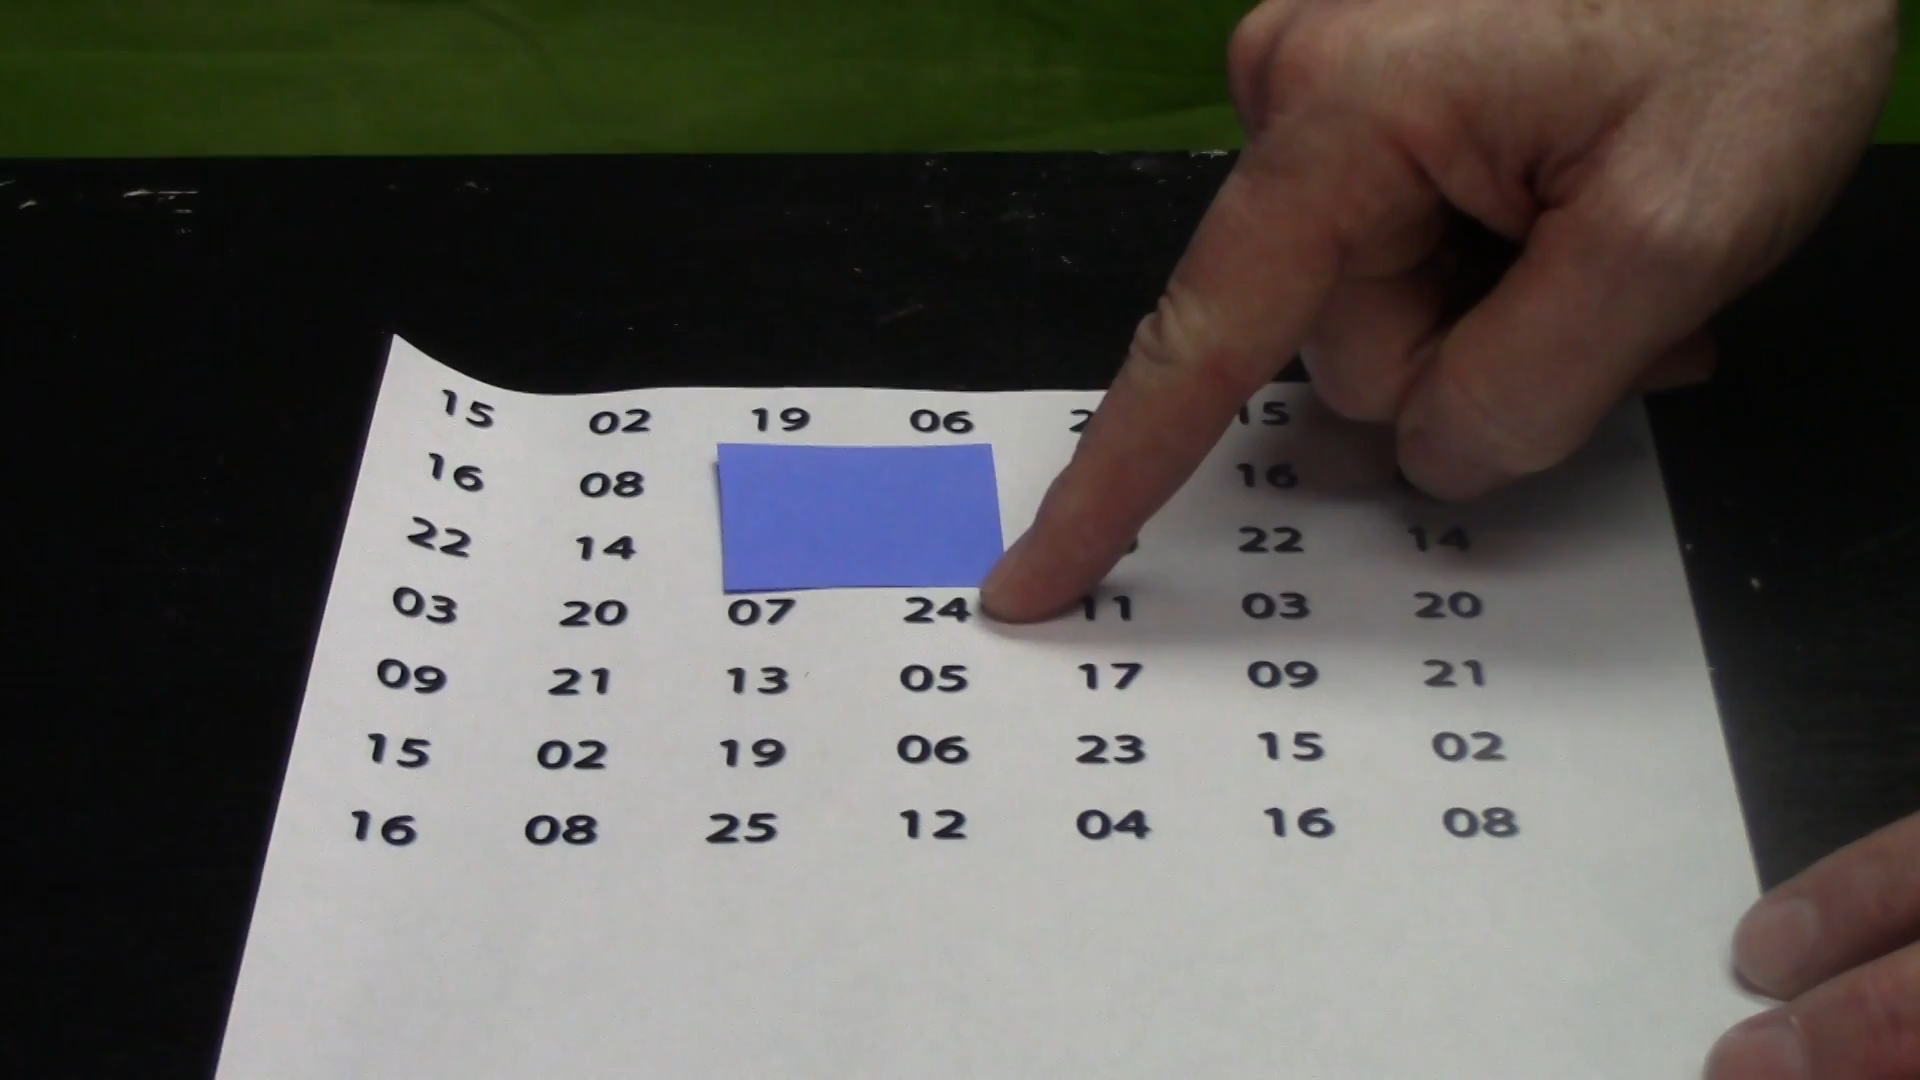 15 02 19 06 15
16 08 16
22 14 22 14
03 20 07 24 11 03 20
09 21 13 05 17 09 21
15 02 19 06 23 15 02
16 08 25 12 04 16 08